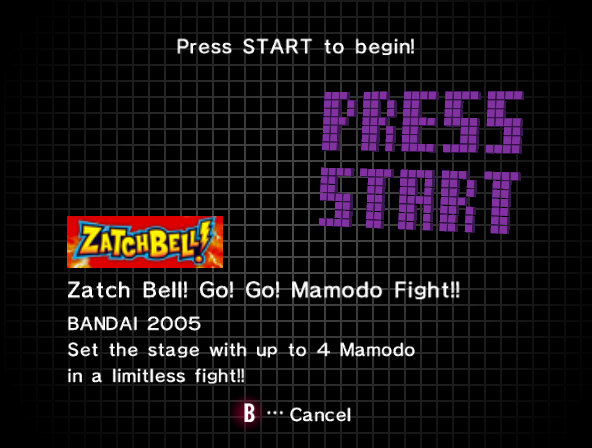 Press START to begin!
PRESS
START
ZATCHBELL!
Zatch Bell! Go! Go! Mamodo Fight!!
BANDAI 2005
Set the stage with up to 4 Mamodo
in a limitless fight!!
B ··· Cancel